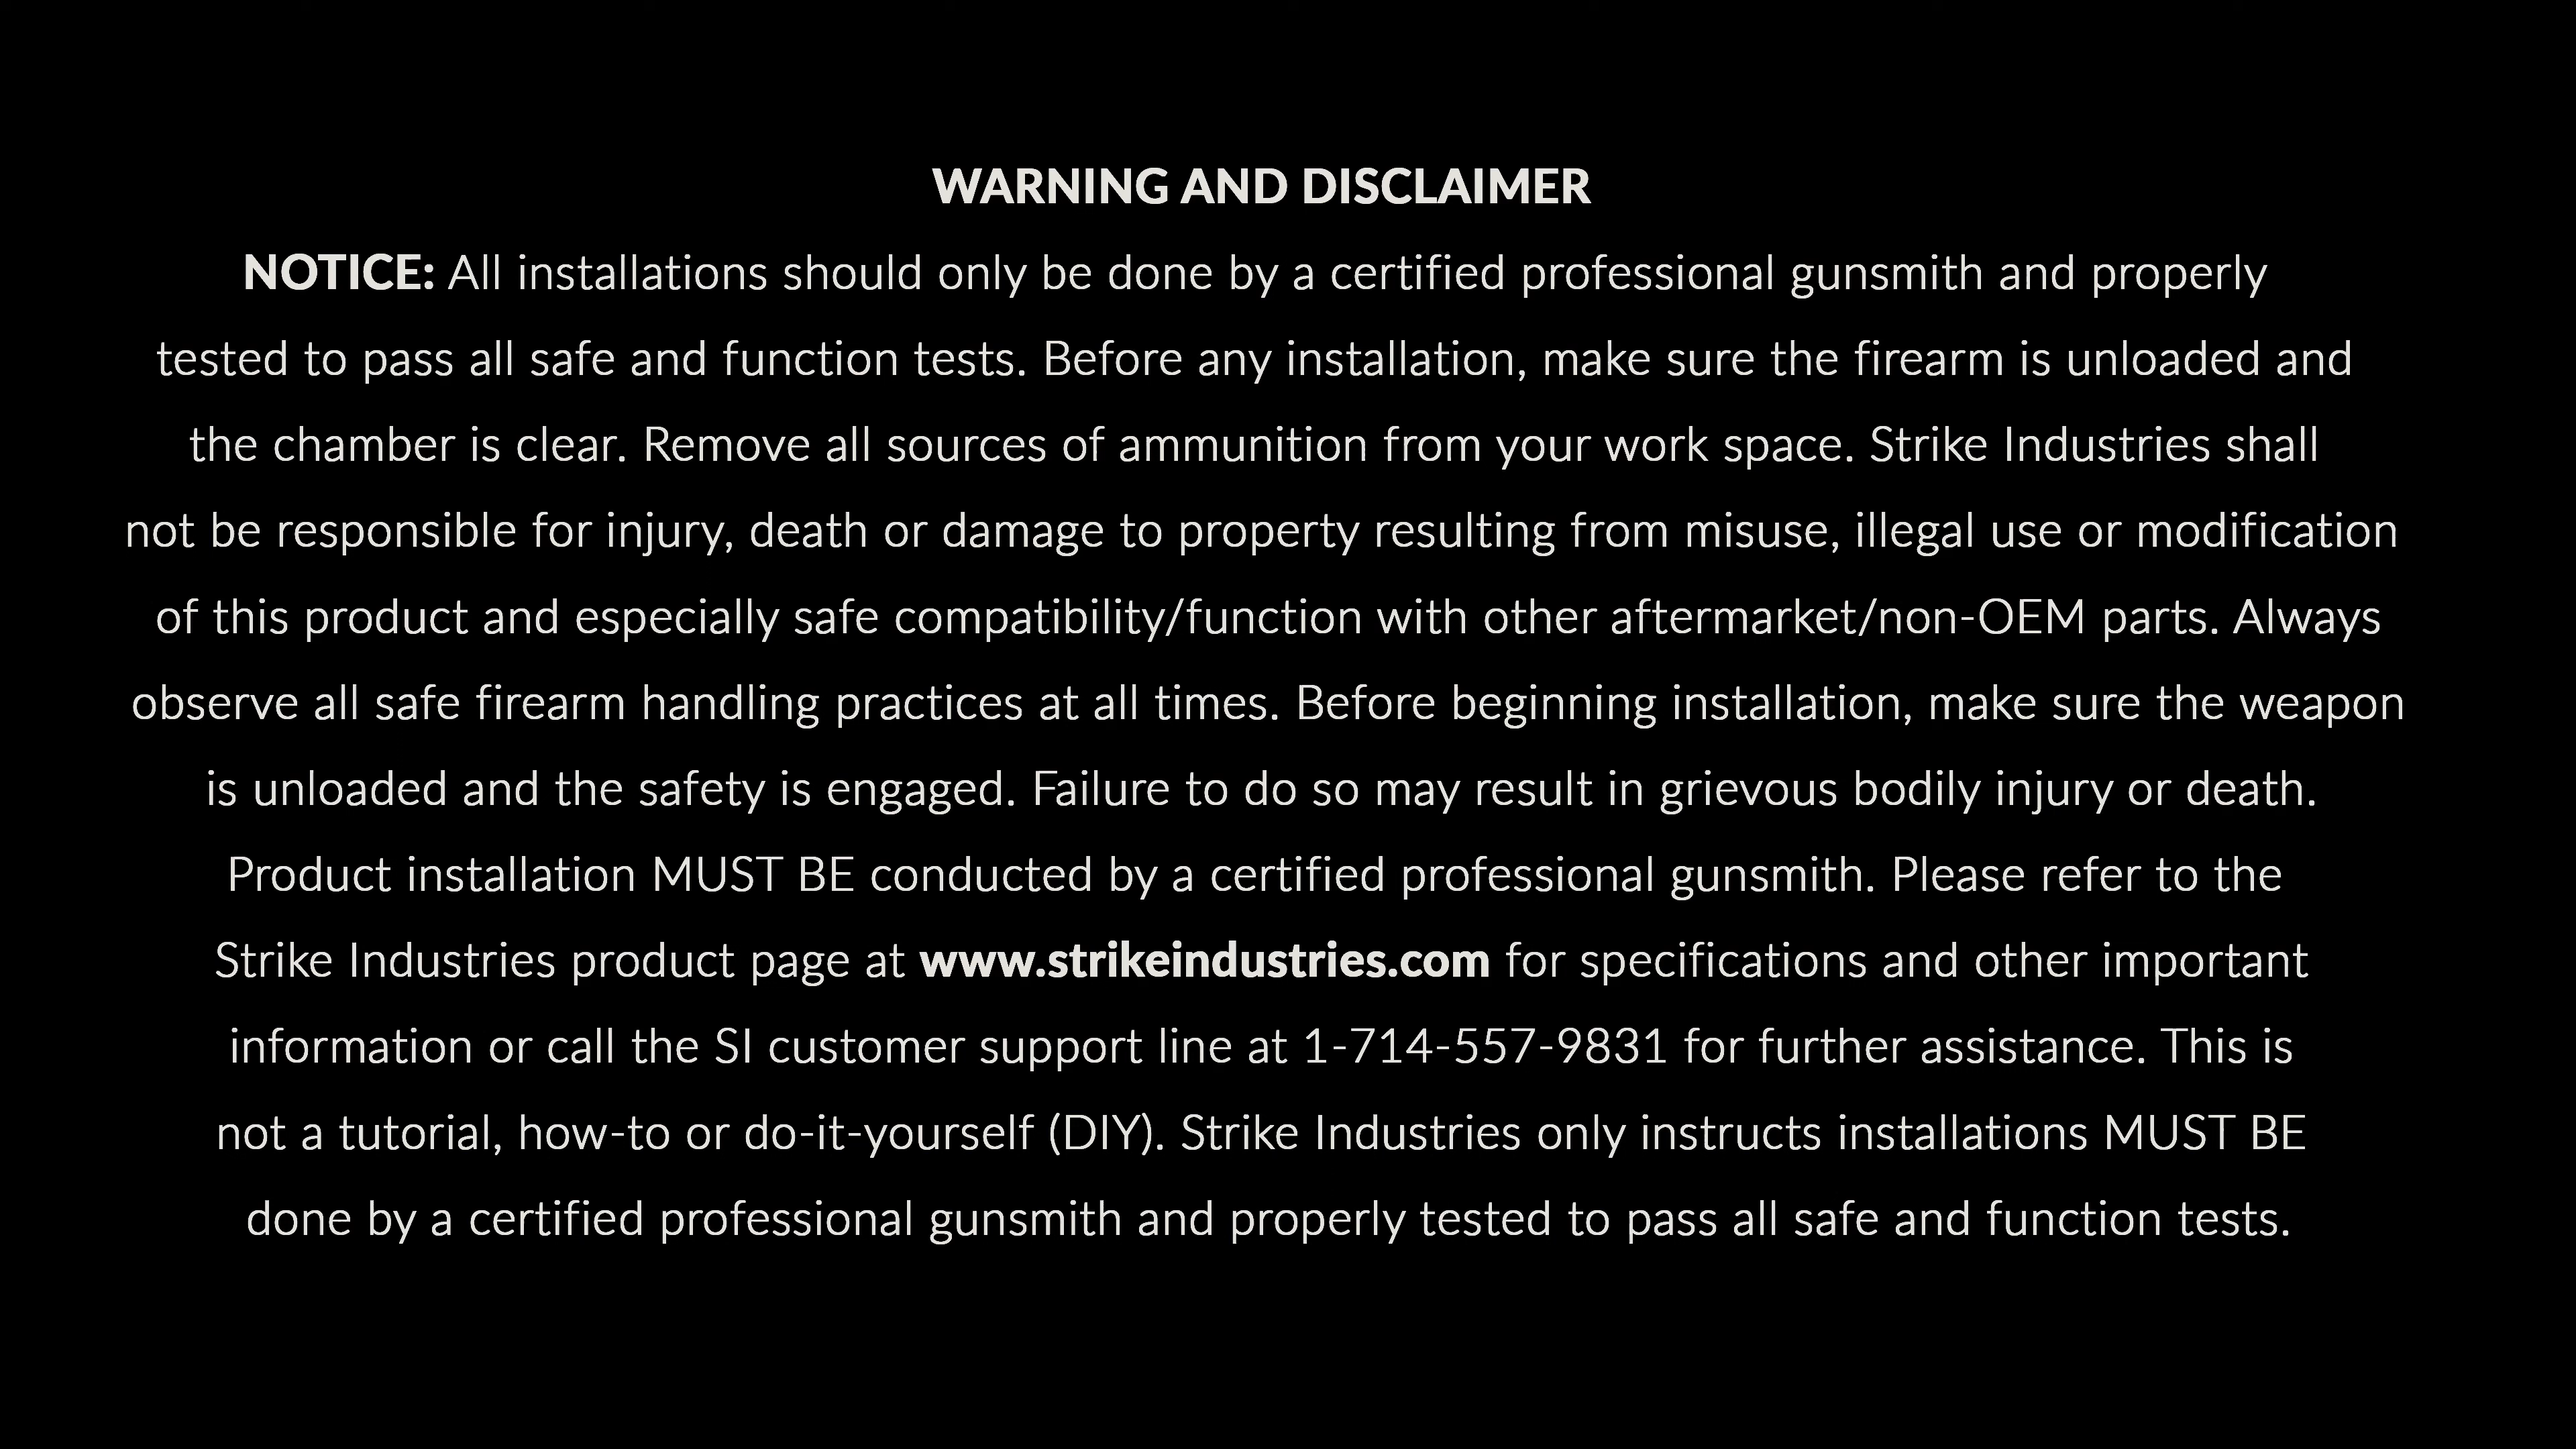 WARNING AND DISCLAIMER
NOTICE: All installations should only be done by a certified professional gunsmith and properly
tested to pass all safe and function tests. Before any installation, make sure the firearm is unloaded and
the chamber is clear. Remove all sources of ammunition from your work space. Strike Industries shall
not be responsible for injury, death or damage to property resulting from misuse, illegal use or modification
of this product and especially safe compatibility/function with other aftermarket/non-OEM parts. Always
observe all safe firearm handling practices at all times. Before beginning installation, make sure the weapon
is unloaded and the safety is engaged. Failure to do so may result in grievous bodily injury or death.
Product installation MUST BE conducted by a certified professional gunsmith. Please refer to the
Strike Industries product page at www.strikeindustries.com for specifications and other important
information or call the SI customer support line at 1-714-557-9831 for further assistance. This is
not a tutorial, how-to or do-it-yourself (DIY). Strike Industries only instructs installations MUST BE
done by a certified professional gunsmith and properly tested to pass all safe and function tests.